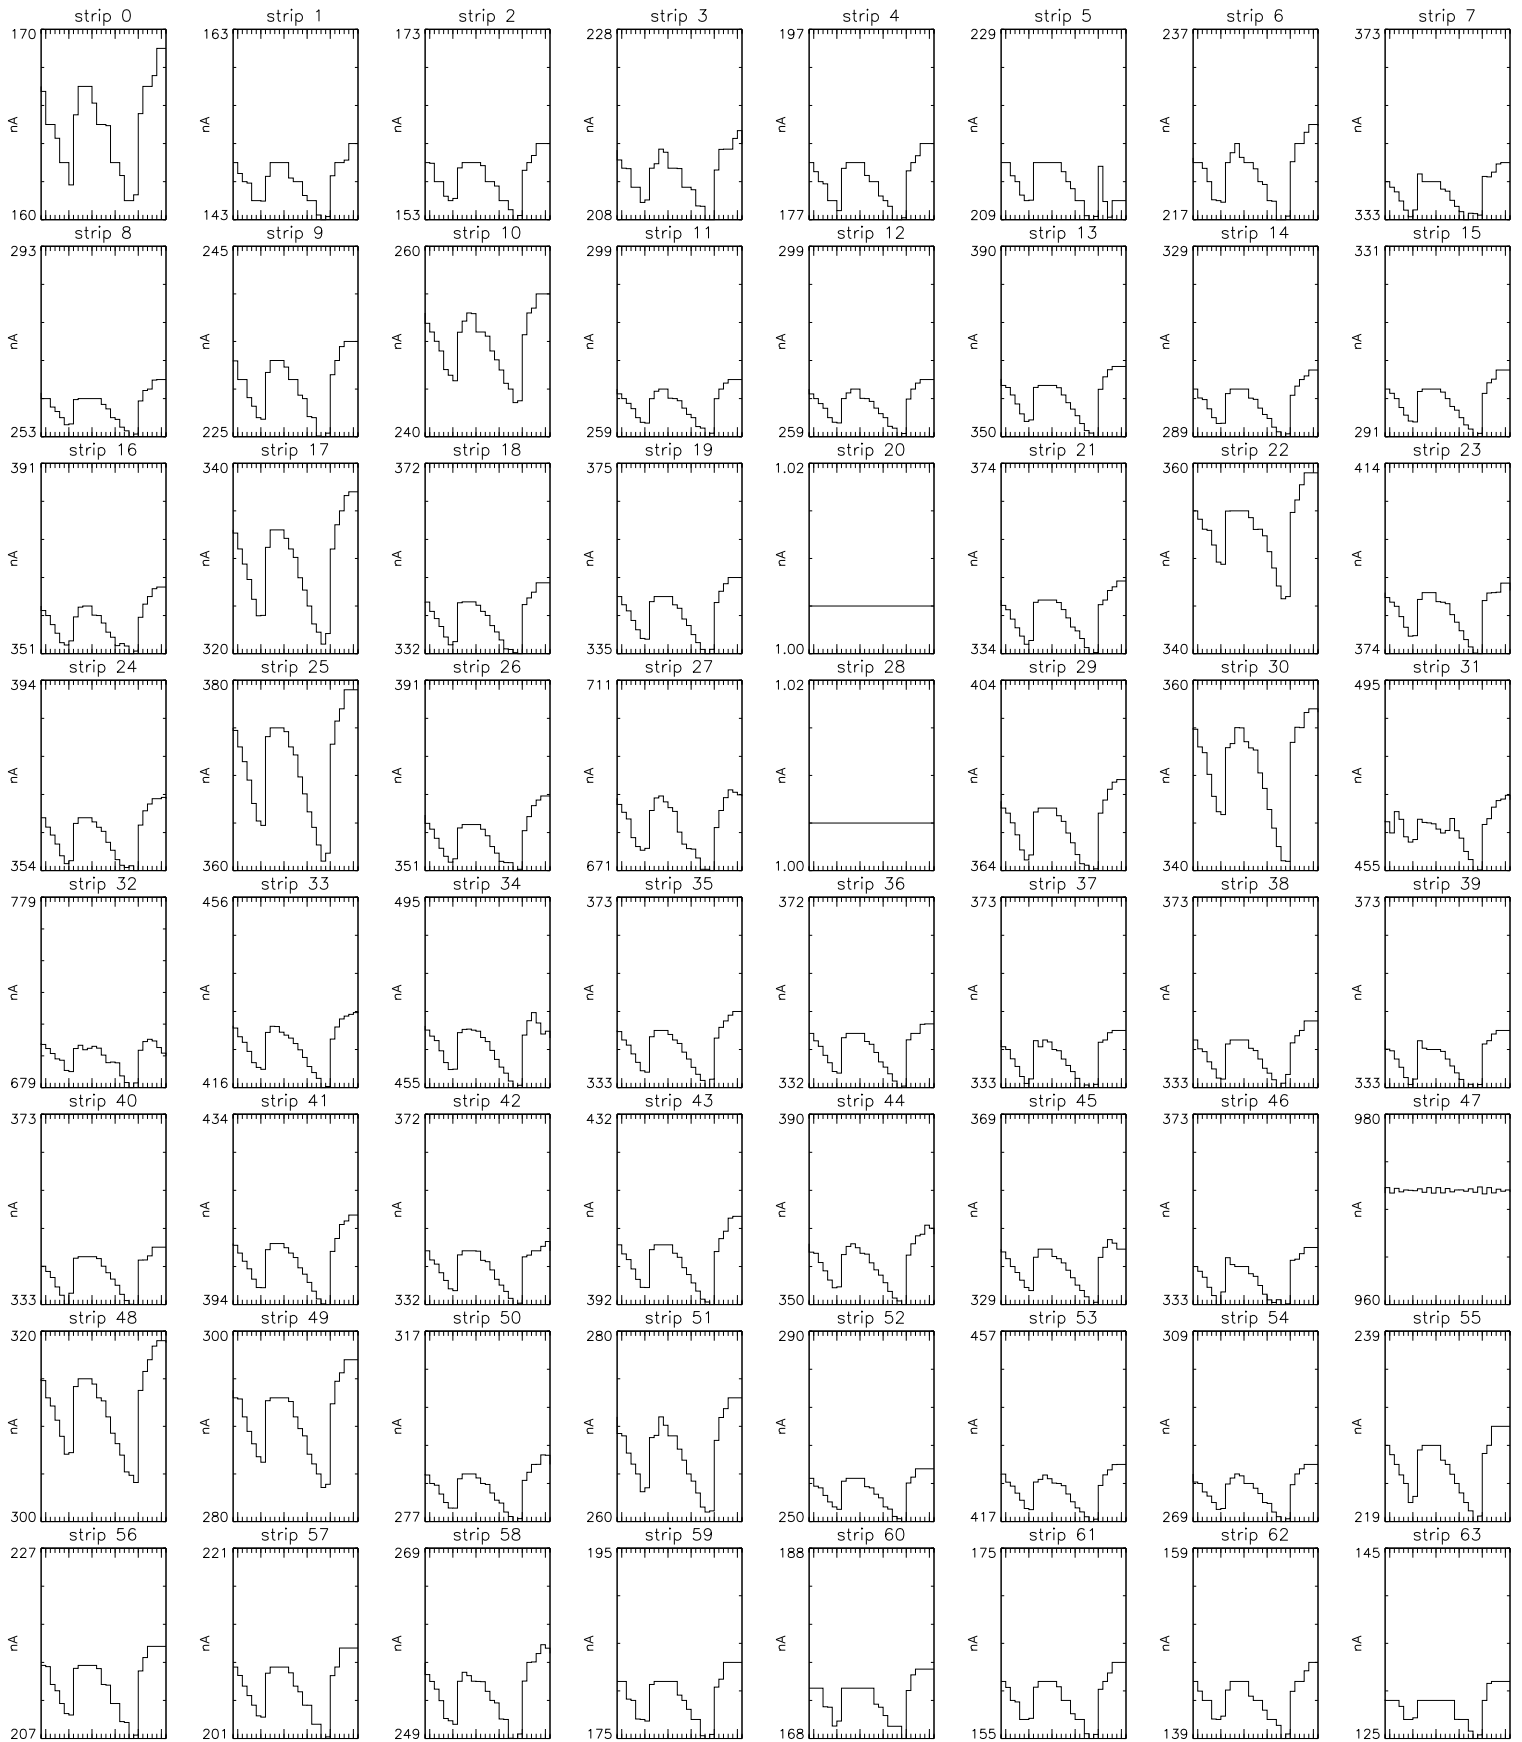 strip 0 strip 1 strip 2 strip 3 strip 4 strip 5 strip 6 strip 7
170 163 173 228 197 229 237 373
nA nA nA nA nA nA nA nA
160 143 153 208 177 209 217 333
strip 8 strip 9 strip 10 strip 11 strip 12 strip 13 strip 14 strip 15
293 245 260 299 299 390 329 331
nA nA nA nA nA nA nA nA
253 225 240 259 259 350 289 291
strip 16 strip 17 strip 18 strip 19 strip 20 strip 21 strip 22 strip 23
391 340 372 375 1.02 374 360 414
nA nA nA nA nA nA nA nA
351 320 332 335 1.00 334 340 374
strip 24 strip 25 strip 26 strip 27 strip 28 strip 29 strip 30 strip 31
394 380 391 711 1.02 404 360 495
nA nA nA nA nA nA nA nA
354 360 351 671 1.00 364 340 455
strip 32 strip 33 strip 34 strip 35 strip 36 strip 37 strip 38 strip 39
779 456 495 373 372 373 373 373
nA nA nA nA nA nA nA nA
679 416 455 333 332 333 333 333
strip 40 strip 41 strip 42 strip 43 strip 44 strip 45 strip 46 strip 47
373 434 372 432 390 369 373 980
nA nA nA nA nA nA nA nA
333 394 332 392 350 329 333 960
strip 48 strip 49 strip 50 strip 51 strip 52 strip 53 strip 54 strip 55
320 300 317 280 290 457 309 239
nA nA nA nA nA nA nA nA
300 280 277 260 250 417 269 219
strip 56 strip 57 strip 58 strip 59 strip 60 strip 61 strip 62 strip 63
227 221 269 195 188 175 159 145
nA nA nA nA nA nA nA nA
207 201 249 175 168 155 139 125